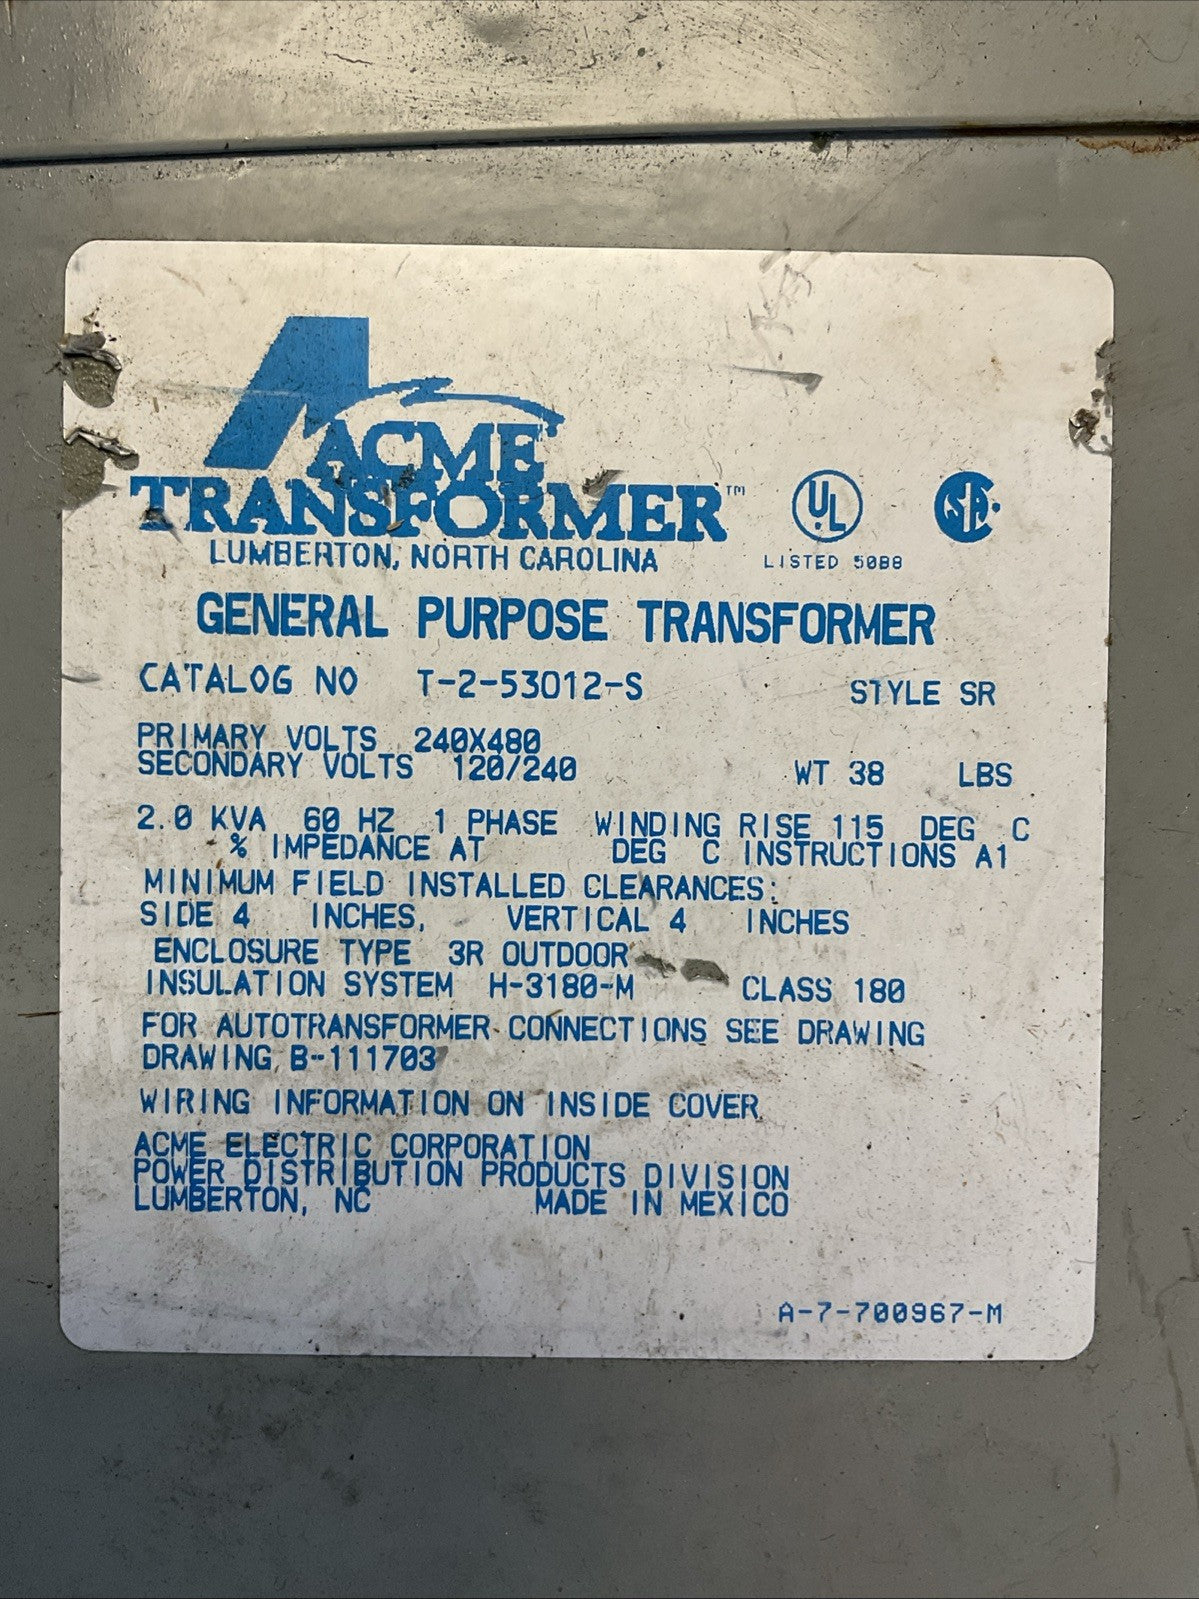 ACME
TRANSFORMER™
LUMBERTON, NORTH CAROLINA
UL
LISTED 50B8
CSA
GENERAL PURPOSE TRANSFORMER
CATALOG NO T-2-53012-S STYLE SR
PRIMARY VOLTS 240X480
SECONDARY VOLTS 120/240 WT 38 LBS
2.0 KVA 60 HZ 1 PHASE WINDING RISE 115 DEG C
% IMPEDANCE AT DEG C INSTRUCTIONS A1
MINIMUM FIELD INSTALLED CLEARANCES:
SIDE 4 INCHES, VERTICAL 4 INCHES
ENCLOSURE TYPE 3R OUTDOOR
INSULATION SYSTEM H-3180-M CLASS 180
FOR AUTOTRANSFORMER CONNECTIONS SEE DRAWING
DRAWING B-111703
WIRING INFORMATION ON INSIDE COVER
ACME ELECTRIC CORPORATION
POWER DISTRIBUTION PRODUCTS DIVISION
LUMBERTON, NC MADE IN MEXICO
A-7-700967-M